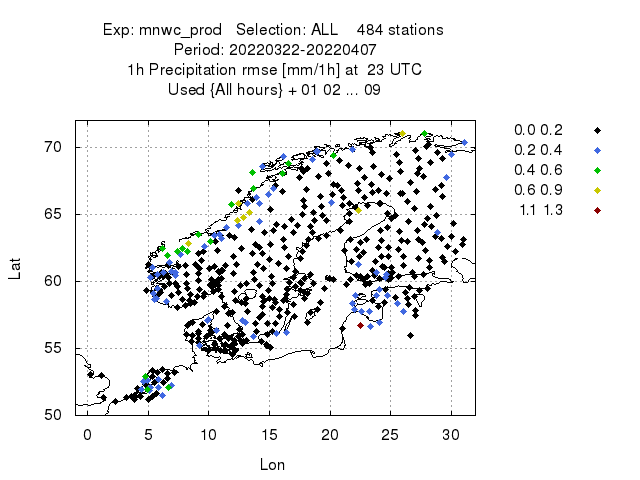 Exp: mnwc_prod Selection: ALL 484 stations
Period: 20220322-20220407
1h Precipitation rmse [mm/1h] at 23 UTC
Used {All hours} + 01 02 ... 09
0.0 0.2
0.2 0.4
0.4 0.6
0.6 0.9
1.1 1.3
70
65
60
55
50
Lat
0 5 10 15 20 25 30
Lon